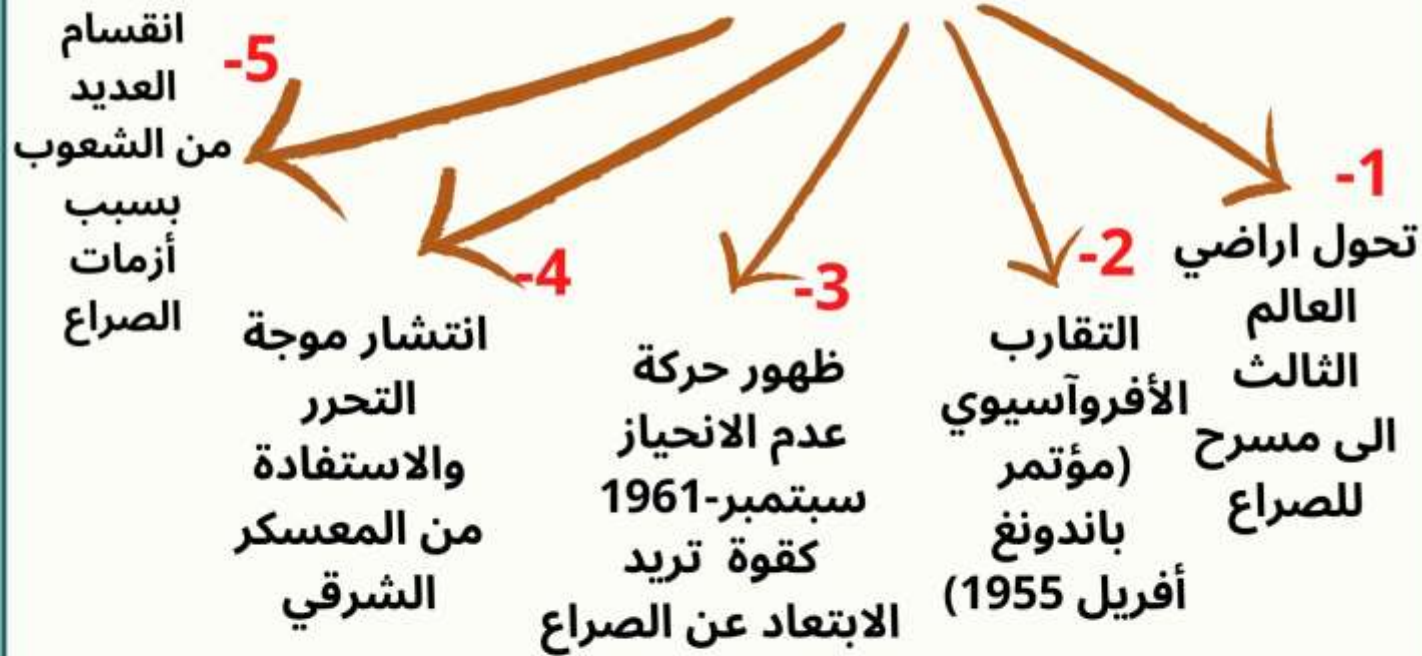 -1
تحول اراضي
العالم
الثالث
الى مسرح
للصراع
-2
التقارب
الأفروآسيوي
(مؤتمر
باندونغ
أفريل 1955)
-3
ظهور حركة
عدم الانحياز
سبتمبر-1961
كقوة تريد
الابتعاد عن الصراع
-4
انتشار موجة
التحرر
والاستفادة
من المعسكر
الشرقي
-5
انقسام
العديد
من الشعوب
بسبب
أزمات
الصراع